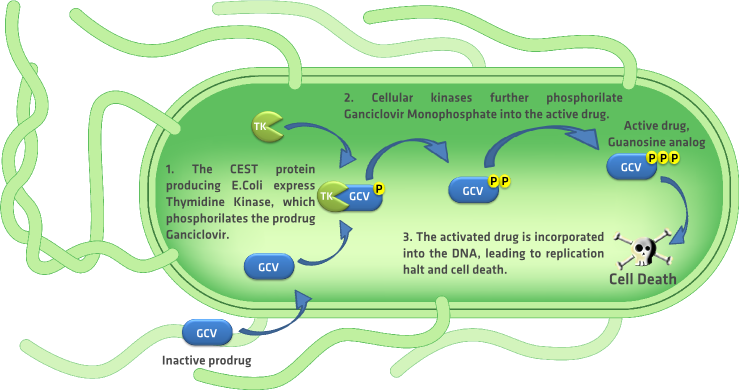 2. Cellular kinases further phosphorilate
Ganciclovir Monophosphate into the active drug.
Active drug,
Guanosine analog
TK
GCV
P P P
1. The CEST protein
producing E.Coli express
Thymidine Kinase, which
phosphorilates the prodrug
Ganciclovir.
TK
GCV
P
GCV
P P
3. The activated drug is incorporated
into the DNA, leading to replication
halt and cell death.
Cell Death
GCV
GCV
Inactive prodrug